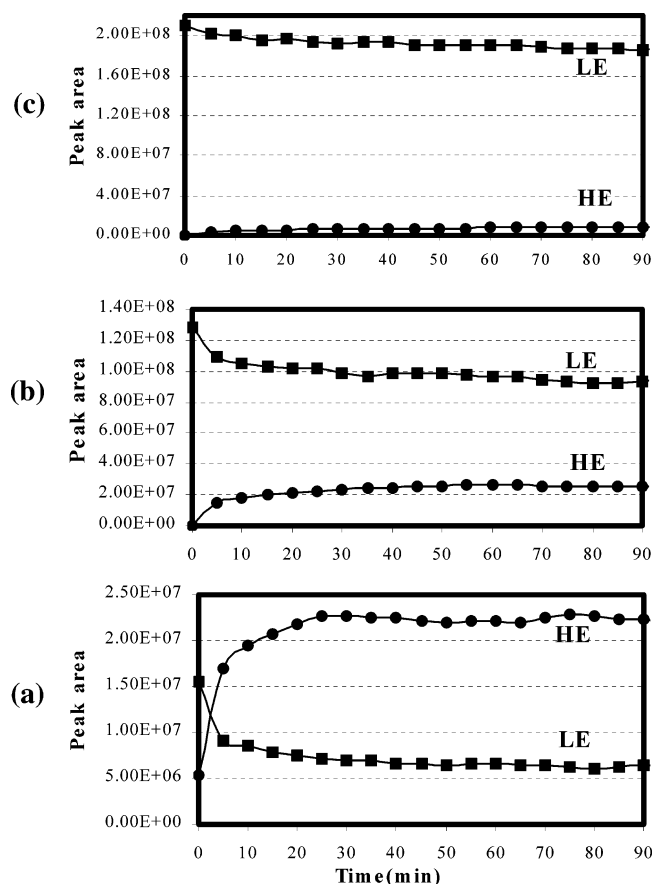 (c)
Peak area
2.00E+08
1.60E+08
1.20E+08
8.00E+07
4.00E+07
0.00E+00
LE
HE
0 10 20 30 40 50 60 70 80 90
(b)
Peak area
1.40E+08
1.20E+08
1.00E+08
8.00E+07
6.00E+07
4.00E+07
2.00E+07
0.00E+00
LE
HE
0 10 20 30 40 50 60 70 80 90
(a)
Peak area
2.50E+07
2.00E+07
1.50E+07
1.00E+07
5.00E+06
0.00E+00
HE
LE
0 10 20 30 40 50 60 70 80 90
Time(min)